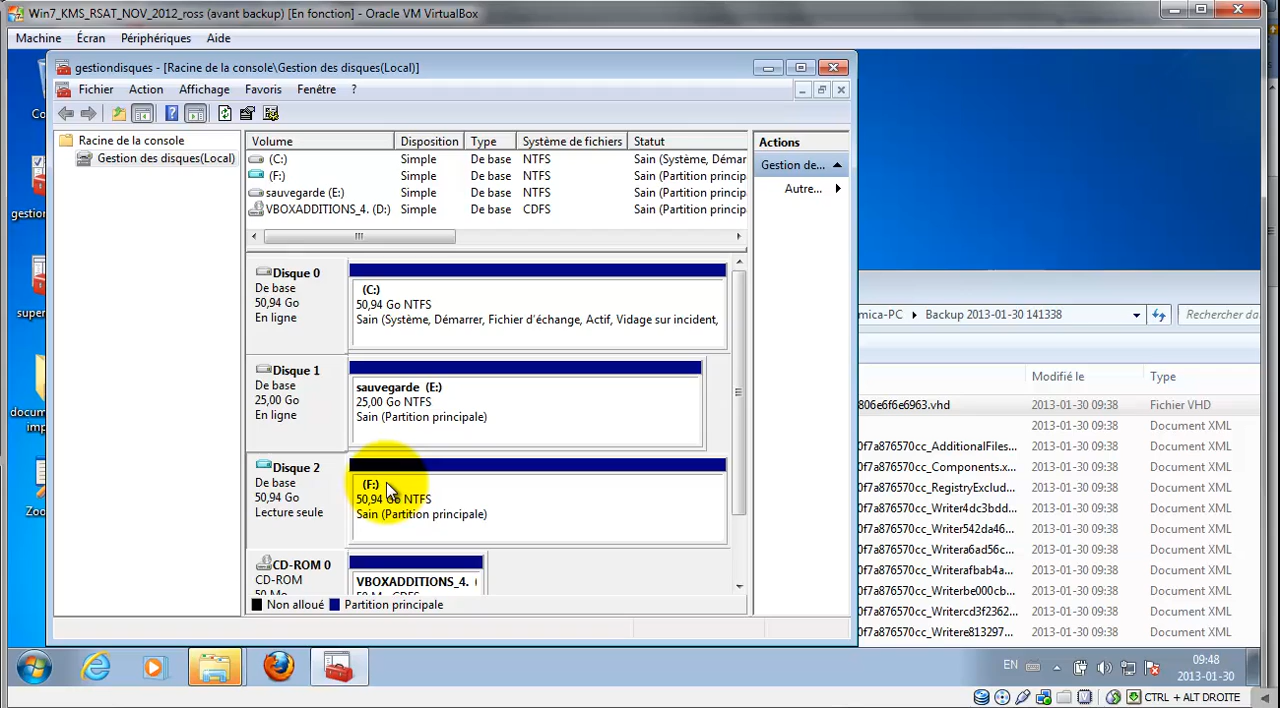 Win7_KMS_RSAT_NOV_2012_ross (avant backup) [En fonction] - Oracle VM VirtualBox
Machine Écran Périphériques Aide
gestiondisques - [Racine de la console\Gestion des disques(Local)]
Fichier Action Affichage Favoris Fenêtre ?
Racine de la console
Gestion des disques(Local)
Volume Disposition Type Système de fichiers Statut
(C:) Simple De base NTFS Sain (Système, Démar
(F:) Simple De base NTFS Sain (Partition princip
sauvegarde (E:) Simple De base NTFS Sain (Partition princip
VBOXADDITIONS_4. (D:) Simple De base CDFS Sain (Partition princip
Actions
Gestion de...
Autre...
Disque 0
De base
50,94 Go
En ligne
(C:)
50,94 Go NTFS
Sain (Système, Démarrer, Fichier d'échange, Actif, Vidage sur incident,
Disque 1
De base
25,00 Go
En ligne
sauvegarde (E:)
25,00 Go NTFS
Sain (Partition principale)
Disque 2
De base
50,94 Go
Lecture seule
(F:)
50,94 Go NTFS
Sain (Partition principale)
CD-ROM 0
CD-ROM
VBOXADDITIONS_4. (
Non alloué Partition principale
Co
gestion
super
docum
imp
Zoo
mica-PC Backup 2013-01-30 141338 Rechercher da
Modifié le Type
806e6f6e6963.vhd 2013-01-30 09:38 Fichier VHD
2013-01-30 09:38 Document XML
0f7a876570cc_AdditionalFiles... 2013-01-30 09:38 Document XML
0f7a876570cc_Components.x... 2013-01-30 09:38 Document XML
0f7a876570cc_RegistryExclud... 2013-01-30 09:38 Document XML
0f7a876570cc_Writer4dc3bdd... 2013-01-30 09:38 Document XML
0f7a876570cc_Writer542da46... 2013-01-30 09:38 Document XML
0f7a876570cc_Writera6ad56c... 2013-01-30 09:38 Document XML
0f7a876570cc_Writerafbab4a... 2013-01-30 09:38 Document XML
0f7a876570cc_Writerbe000cb... 2013-01-30 09:38 Document XML
0f7a876570cc_Writercd3f2362... 2013-01-30 09:38 Document XML
0f7a876570cc_Writere813297... 2013-01-30 09:38 Document XML
EN 09:48
2013-01-30
CTRL + ALT DROITE